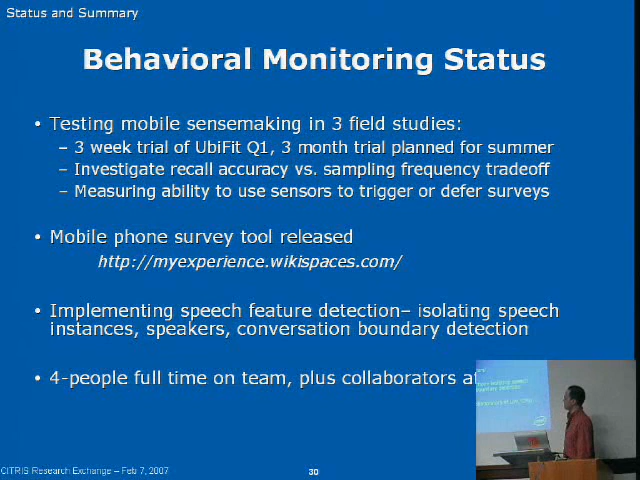 Status and Summary
Behavioral Monitoring Status
• Testing mobile sensemaking in 3 field studies:
– 3 week trial of UbiFit Q1, 3 month trial planned for summer
– Investigate recall accuracy vs. sampling frequency tradeoff
– Measuring ability to use sensors to trigger or defer surveys
• Mobile phone survey tool released
http://myexperience.wikispaces.com/
• Implementing speech feature detection– isolating speech
instances, speakers, conversation boundary detection
• 4-people full time on team, plus collaborators at
CITRIS Research Exchange – Feb 7, 2007
30